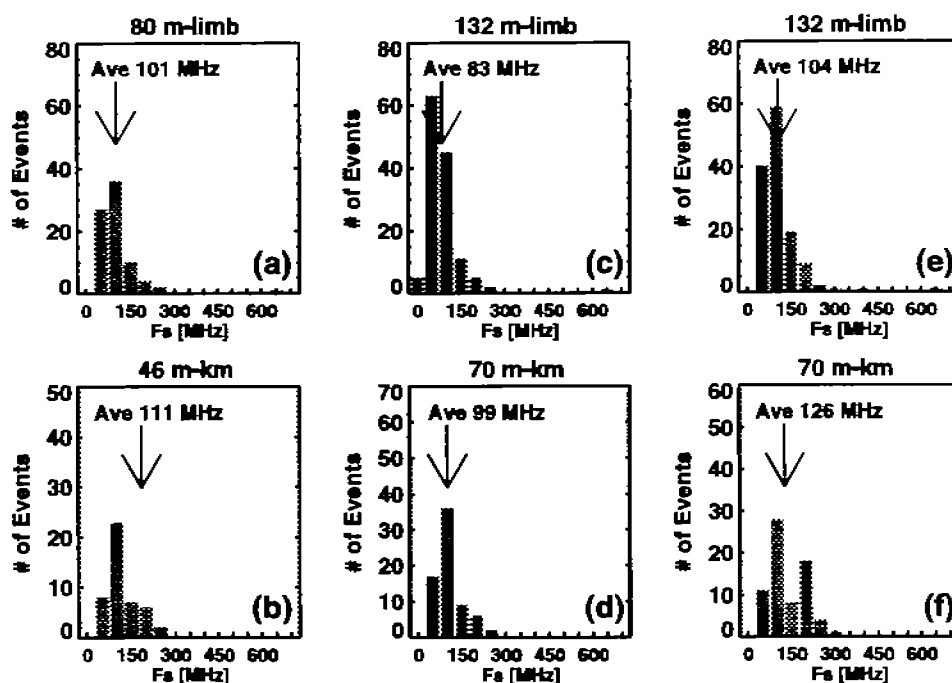 80 m-limb
80
60
40
20
0
# of Events
Ave 101 MHz
(a)
0 150 300 450 600
Fs [MHz]
132 m-limb
80
60
40
20
0
# of Events
Ave 83 MHz
(c)
0 150 300 450 600
Fs [MHz]
132 m-limb
80
60
40
20
0
# of Events
Ave 104 MHz
(e)
0 150 300 450 600
Fs [MHz]
46 m-km
50
40
30
20
10
0
# of Events
Ave 111 MHz
(b)
0 150 300 450 600
Fs [MHz]
70 m-km
70
60
50
40
30
20
10
0
# of Events
Ave 99 MHz
(d)
0 150 300 450 600
Fs [MHz]
70 m-km
60
50
40
30
20
10
0
# of Events
Ave 126 MHz
(f)
0 150 300 450 600
Fs [MHz]